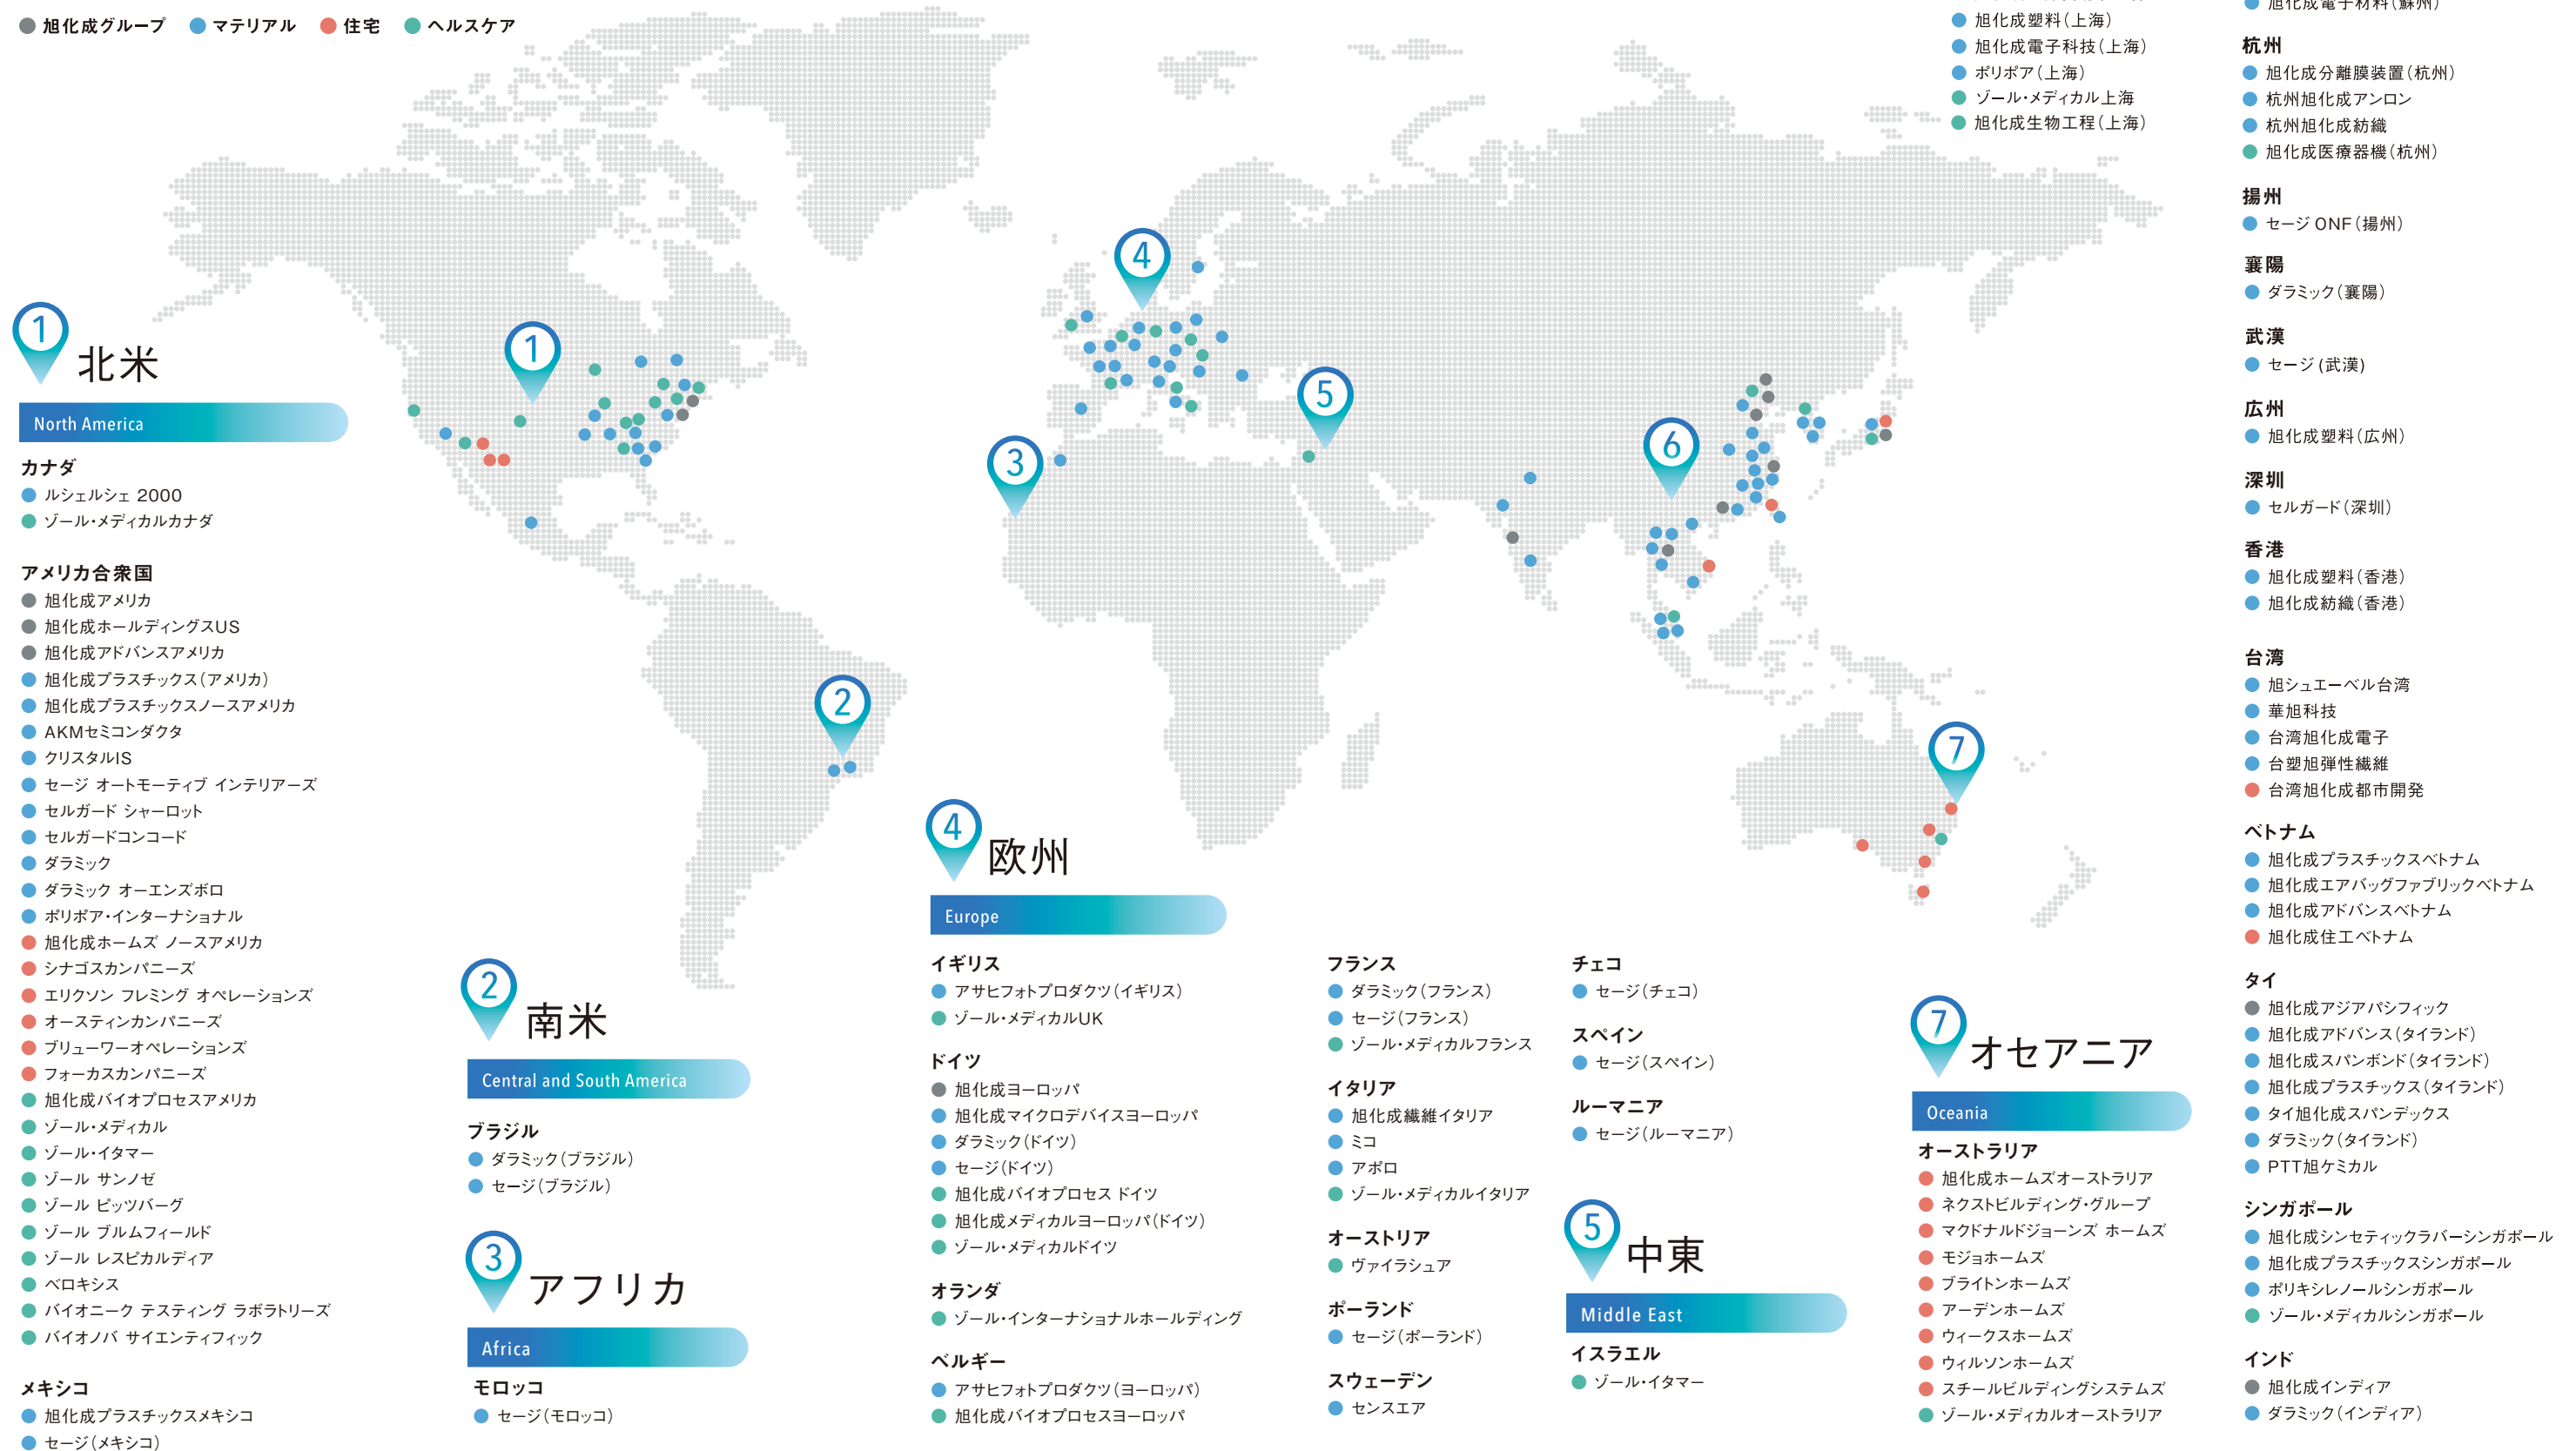 旭化成グループ
マテリアル
住宅
ヘルスケア
1
北米
North America
カナダ
ルシェルシェ 2000
ゾール・メディカルカナダ
アメリカ合衆国
旭化成アメリカ
旭化成ホールディングスUS
旭化成アドバンスアメリカ
旭化成プラスチックス（アメリカ）
旭化成プラスチックスノースアメリカ
AKMセミコンダクタ
クリスタルIS
セージ オートモーティブ インテリアーズ
セルガード シャーロット
セルガードコンコード
ダラミック
ダラミック オーエンズボロ
ポリポア・インターナショナル
旭化成ホームズ ノースアメリカ
シナゴスカンパニーズ
エリクソン フレミング オペレーションズ
オースティンカンパニーズ
ブリューワーオペレーションズ
フォーカスカンパニーズ
旭化成バイオプロセスアメリカ
ゾール・メディカル
ゾール・イタマー
ゾール サンノゼ
ゾール ピッツバーグ
ゾール ブルムフィールド
ゾール レスピカルディア
ベロキシス
バイオニーク テスティング ラボラトリーズ
バイオノバ サイエンティフィック
メキシコ
旭化成プラスチックスメキシコ
セージ（メキシコ）
1
2
3
4
5
6
7
2
南米
Central and South America
ブラジル
ダラミック（ブラジル）
セージ（ブラジル）
3
アフリカ
Africa
モロッコ
セージ（モロッコ）
4
欧州
Europe
イギリス
アサヒフォトプロダクツ（イギリス）
ゾール・メディカルUK
ドイツ
旭化成ヨーロッパ
旭化成マイクロデバイスヨーロッパ
ダラミック（ドイツ）
セージ（ドイツ）
旭化成バイオプロセス ドイツ
旭化成メディカルヨーロッパ（ドイツ）
ゾール・メディカルドイツ
オランダ
ゾール・インターナショナルホールディング
ベルギー
アサヒフォトプロダクツ（ヨーロッパ）
旭化成バイオプロセスヨーロッパ
フランス
ダラミック（フランス）
セージ（フランス）
ゾール・メディカルフランス
イタリア
旭化成繊維イタリア
ミコ
アポロ
ゾール・メディカルイタリア
オーストリア
ヴァイラシュア
ポーランド
セージ（ポーランド）
スウェーデン
センスエア
チェコ
セージ（チェコ）
スペイン
セージ（スペイン）
ルーマニア
セージ（ルーマニア）
5
中東
Middle East
イスラエル
ゾール・イタマー
7
オセアニア
Oceania
オーストラリア
旭化成ホームズオーストラリア
ネクストビルディング・グループ
マクドナルドジョーンズ ホームズ
モジョホームズ
ブライトンホームズ
アーデンホームズ
ウィークスホームズ
ウィルソンホームズ
スチールビルディングシステムズ
ゾール・メディカルオーストラリア
旭化成塑料（上海）
旭化成電子科技（上海）
ポリポア（上海）
ゾール・メディカル上海
旭化成生物工程（上海）
旭化成電子材料（蘇州）
杭州
旭化成分離膜装置（杭州）
杭州旭化成アンロン
杭州旭化成紡織
旭化成医療器機（杭州）
揚州
セージ ONF（揚州）
襄陽
ダラミック（襄陽）
武漢
セージ (武漢)
広州
旭化成塑料（広州）
深圳
セルガード（深圳）
香港
旭化成塑料（香港）
旭化成紡織（香港）
台湾
旭シュエーベル台湾
華旭科技
台湾旭化成電子
台塑旭弾性繊維
台湾旭化成都市開発
ベトナム
旭化成プラスチックスベトナム
旭化成エアバッグファブリックベトナム
旭化成アドバンスベトナム
旭化成住工ベトナム
タイ
旭化成アジアパシフィック
旭化成アドバンス（タイランド）
旭化成スパンボンド（タイランド）
旭化成プラスチックス（タイランド）
タイ旭化成スパンデックス
ダラミック（タイランド）
PTT旭ケミカル
シンガポール
旭化成シンセティックラバーシンガポール
旭化成プラスチックスシンガポール
ポリキシレノールシンガポール
ゾール・メディカルシンガポール
インド
旭化成インディア
ダラミック（インディア）